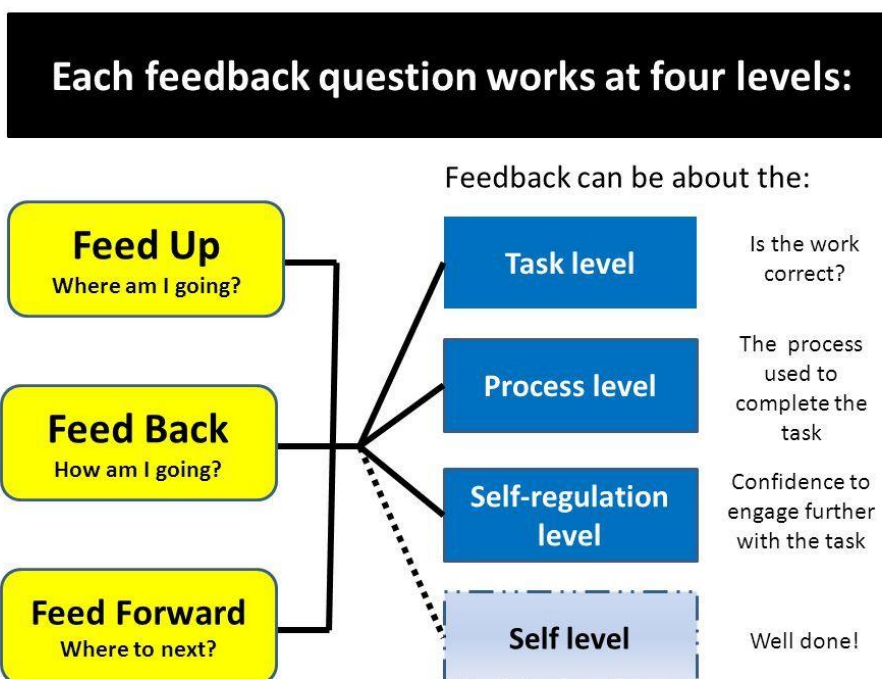 Each feedback question works at four levels:
Feedback can be about the:
Feed Up
Where am I going?
Feed Back
How am I going?
Feed Forward
Where to next?
Task level
Is the work
correct?
Process level
The process
used to
complete the
task
Self-regulation
level
Confidence to
engage further
with the task
Self level
Well done!